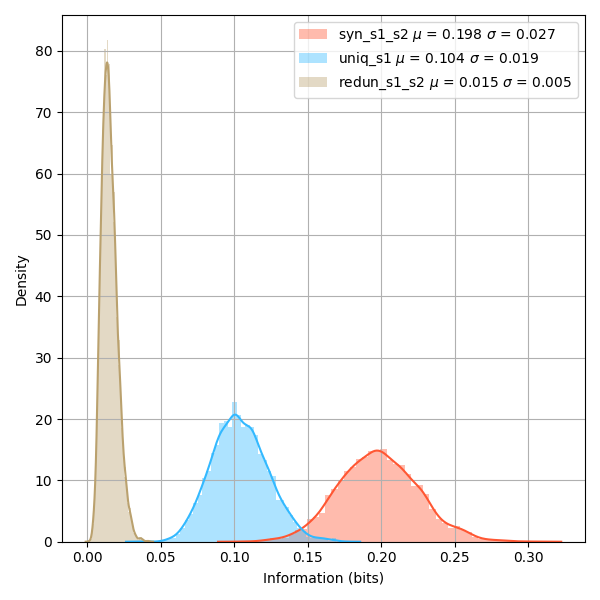 syn_s1_s2 μ = 0.198 σ = 0.027
uniq_s1 μ = 0.104 σ = 0.019
redun_s1_s2 μ = 0.015 σ = 0.005
Density
80
70
60
50
40
30
20
10
0
0.00 0.05 0.10 0.15 0.20 0.25 0.30
Information (bits)